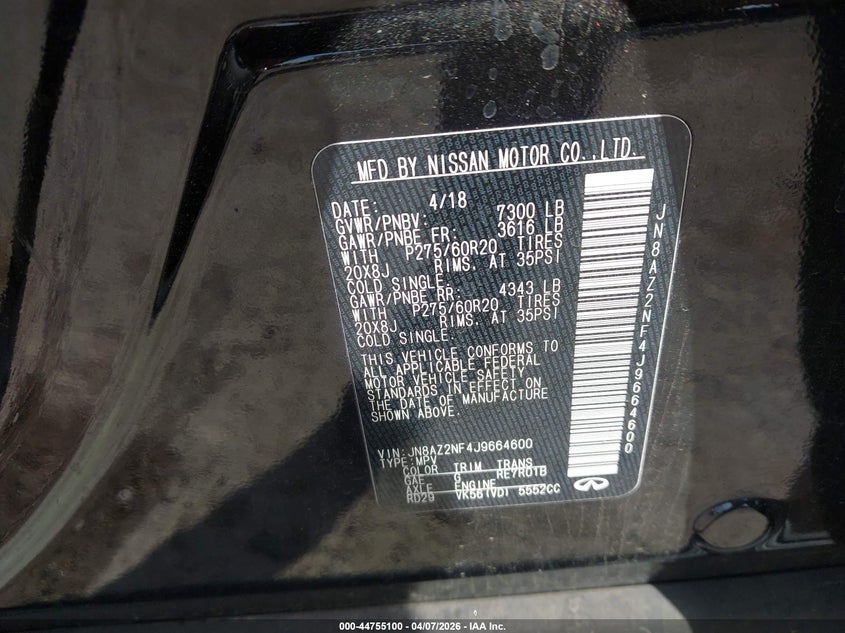 MFD BY NISSAN MOTOR CO.,LTD.
DATE: 4/18
GVWR/PNBV: 7300 LB
GAWR/PNBE FR: 3616 LB
WITH P275/60R20 TIRES
20X8J RIMS. AT 35PSI
COLD SINGLE.
GAWR/PNBE RR: 4343 LB
WITH P275/60R20 TIRES
20X8J RIMS. AT 35PSI
COLD SINGLE.
THIS VEHICLE CONFORMS TO
ALL APPLICABLE FEDERAL
MOTOR VEHICLE SAFETY
STANDARDS IN EFFECT ON
THE DATE OF MANUFACTURE
SHOWN ABOVE.
VIN:JN8AZ2NF4J9664600
TYPE:MPV
COLOR TRIM TRANS
GAF G RE7R01B
AXLE ENGINE
RD29 VK56(VD) 5552CC
JN8AZ2NF4J9664600
000-44755100 - 04/07/2026 - IAA Inc.